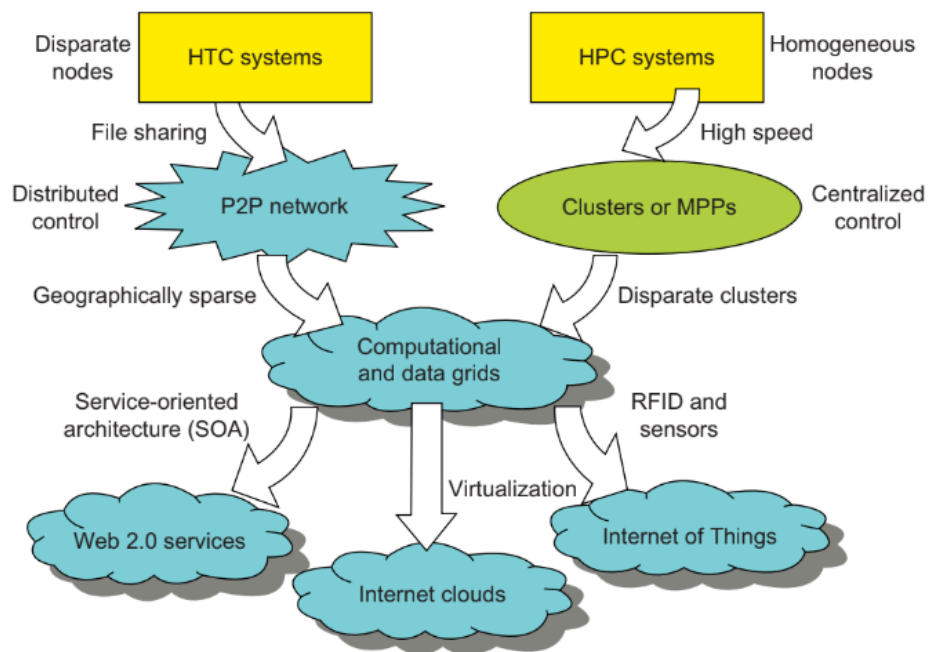 Disparate
nodes
HTC systems
HPC systems
Homogeneous
nodes
File sharing
High speed
Distributed
control
P2P network
Clusters or MPPs
Centralized
control
Geographically sparse
Disparate clusters
Computational
and data grids
Service-oriented
architecture (SOA)
RFID and
sensors
Virtualization
Web 2.0 services
Internet of Things
Internet clouds